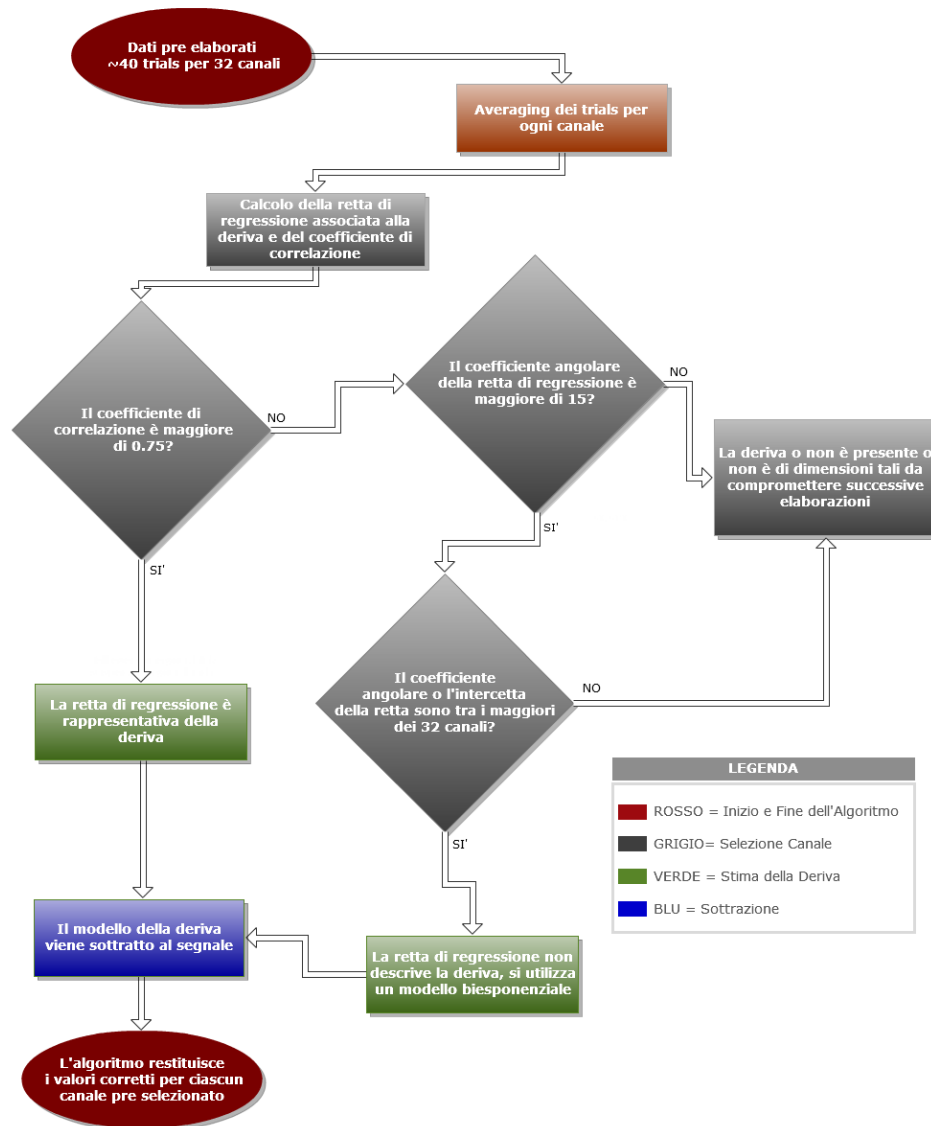 Dati pre elaborati
~40 trials per 32 canali
Averaging dei trials per
ogni canale
Calcolo della retta di
regressione associata alla
deriva e del coefficiente di
correlazione
Il coefficiente angolare
della retta di regressione è
maggiore di 15?
NO
Il coefficiente di
correlazione è maggiore
di 0.75?
NO
La deriva o non è presente o
non è di dimensioni tali da
compromettere successive
elaborazioni
SI'
SI'
Il coefficiente
angolare o l'intercetta
della retta sono tra i maggiori
dei 32 canali?
NO
La retta di regressione è
rappresentativa della
deriva
LEGENDA
ROSSO = Inizio e Fine dell'Algoritmo
GRIGIO= Selezione Canale
VERDE = Stima della Deriva
BLU = Sottrazione
SI'
Il modello della deriva
viene sottratto al segnale
La retta di regressione non
descrive la deriva, si utilizza
un modello biesponenziale
L'algoritmo restituisce
i valori corretti per ciascun
canale pre selezionato